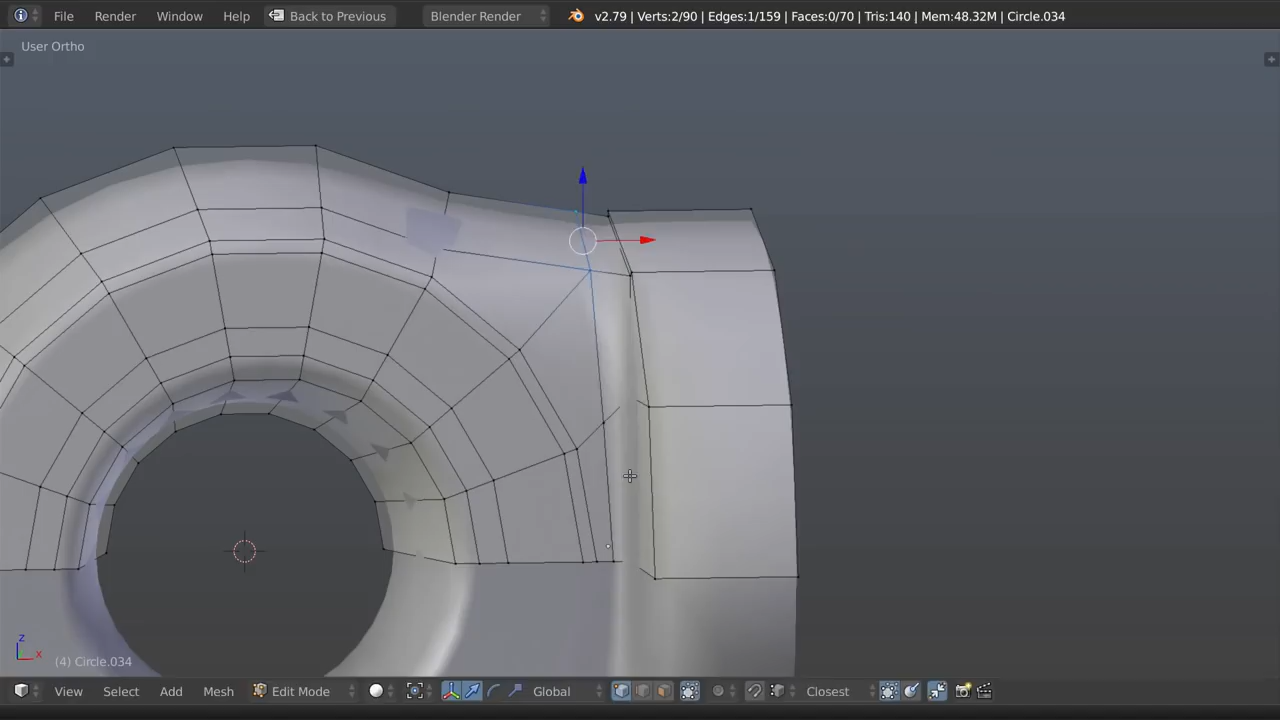 File Render Window Help Back to Previous Blender Render v2.79 | Verts:2/90 | Edges:1/159 | Faces:0/70 | Tris:140 | Mem:48.32M | Circle.034
User Ortho
z
x
(4) Circle.034
View Select Add Mesh Edit Mode Global Closest